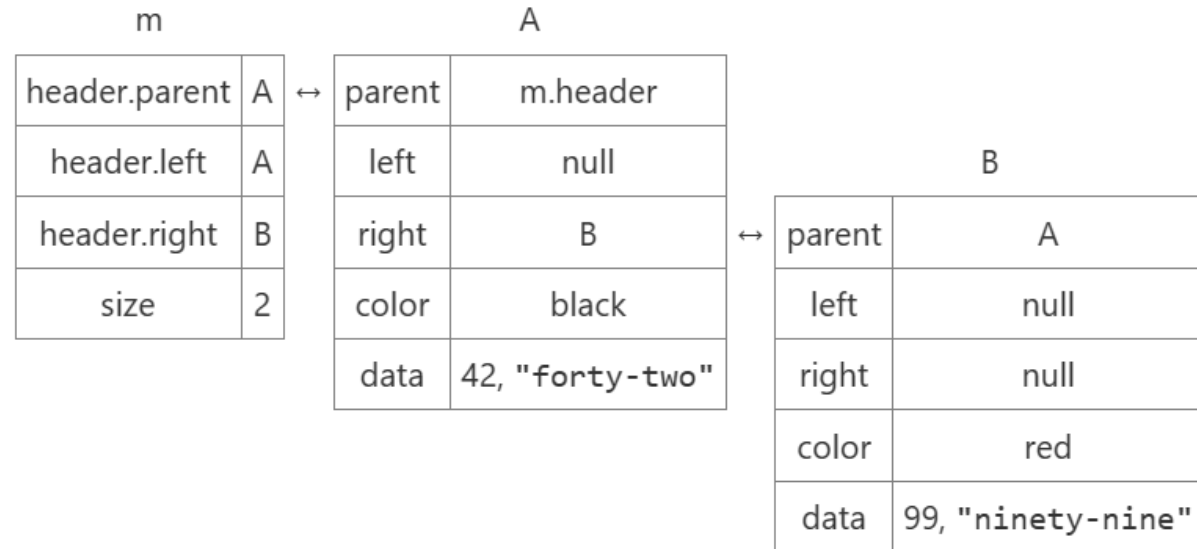 m A
header.parent A ↔ parent m.header
header.left A left null B
header.right B right B ↔ parent A
size 2 color black left null
data 42, "forty-two" right null
color red
data 99, "ninety-nine"